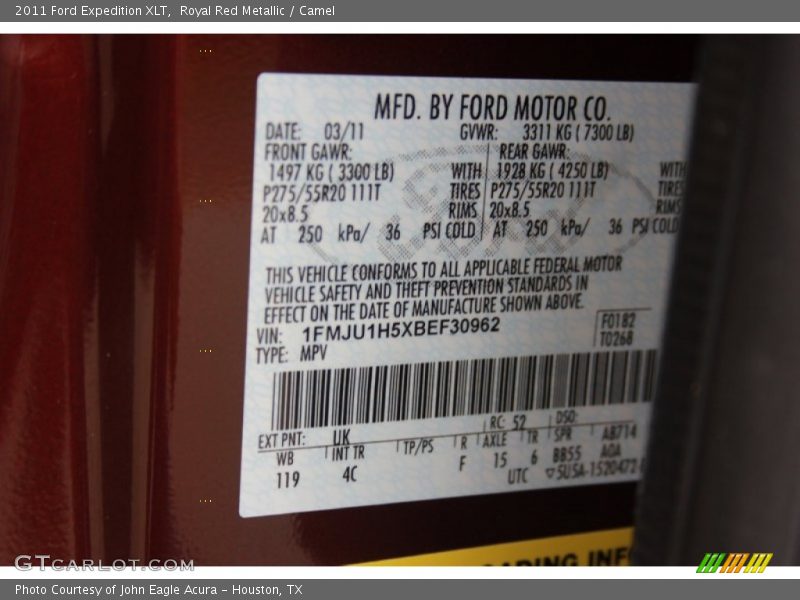 2011 Ford Expedition XLT, Royal Red Metallic / Camel
MFD. BY FORD MOTOR CO.
DATE: 03/11 GVWR: 3311 KG ( 7300 LB)
FRONT GAWR: REAR GAWR:
1497 KG ( 3300 LB) WITH 1928 KG ( 4250 LB) WITH
P275/55R20 111T TIRES P275/55R20 111T TIRES
20x8.5 RIMS 20x8.5 RIMS
AT 250 kPa/ 36 PSI COLD AT 250 kPa/ 36 PSI COLD
THIS VEHICLE CONFORMS TO ALL APPLICABLE FEDERAL MOTOR
VEHICLE SAFETY AND THEFT PREVENTION STANDARDS IN
EFFECT ON THE DATE OF MANUFACTURE SHOWN ABOVE.
VIN: 1FMJU1H5XBEF30962 F0182
TYPE: MPV T0268
EXT PNT: UK RC: 52 DSO:
WB INT TR TP/PS R AXLE TR SPR AB714
119 4C F 15 6 BB55 AOA
UTC ▽SUSA-1520472-
LOADING INF
GTCARLOT.COM
Photo Courtesy of John Eagle Acura - Houston, TX